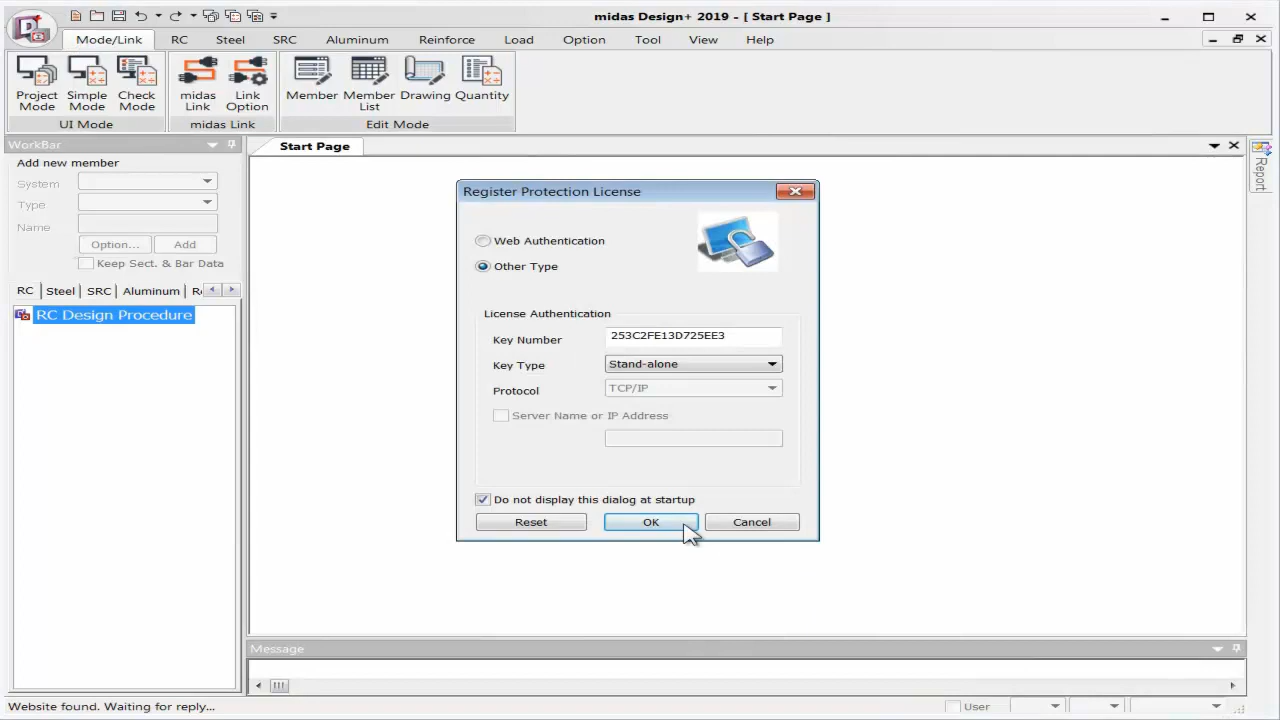 midas Design+ 2019 - [ Start Page ]
Mode/Link RC Steel SRC Aluminum Reinforce Load Option Tool View Help
Project Mode Simple Mode Check Mode midas Link Link Option Member Member List Drawing Quantity
UI Mode midas Link Edit Mode
WorkBar
Start Page
Report
Add new member
System
Type
Name
Option... Add
Keep Sect. & Bar Data
RC Steel SRC Aluminum R
RC Design Procedure
Register Protection License
Web Authentication
Other Type
License Authentication
Key Number 253C2FE13D725EE3
Key Type Stand-alone
Protocol TCP/IP
Server Name or IP Address
Do not display this dialog at startup
Reset OK Cancel
Message
Website found. Waiting for reply... User